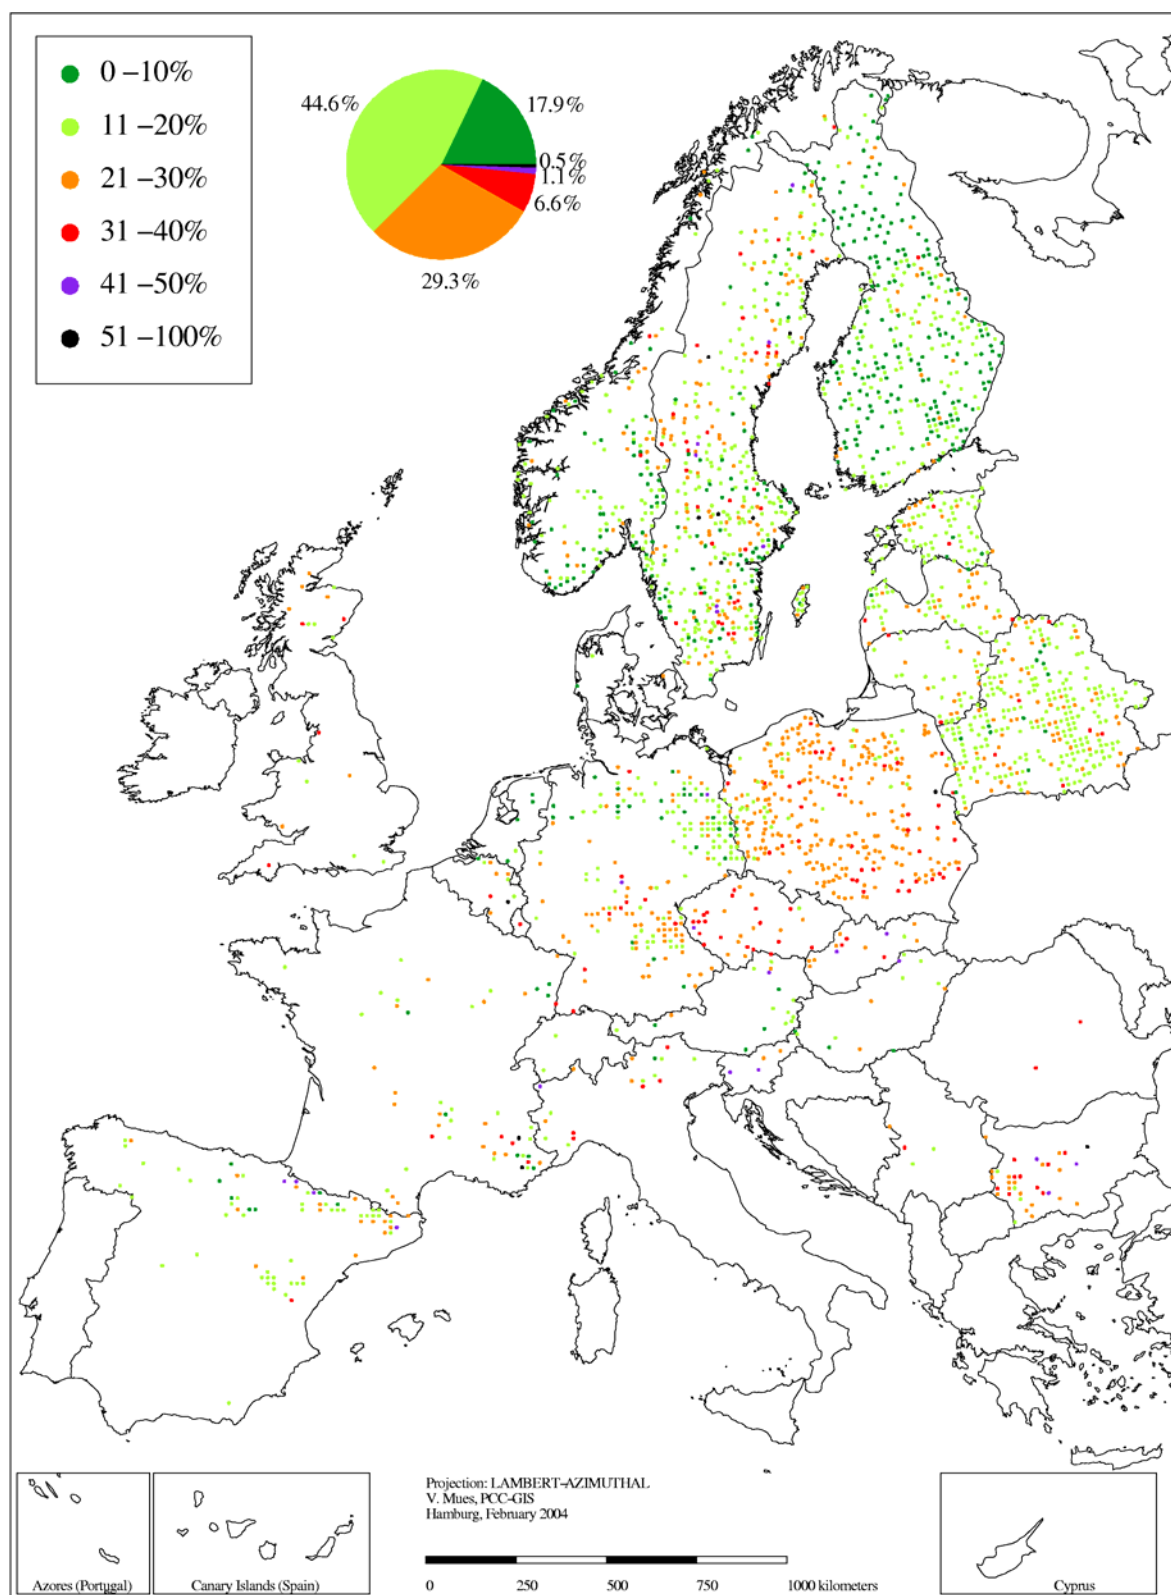 0 –10%
11 –20%
21 –30%
31 –40%
41 –50%
51 –100%
44.6%
17.9%
0.5%
1.1%
6.6%
29.3%
Projection: LAMBERT–AZIMUTHAL
V. Mues, PCC–GIS
Hamburg, February 2004
0 250 500 750 1000 kilometers
Azores (Portugal)
Canary Islands (Spain)
Cyprus